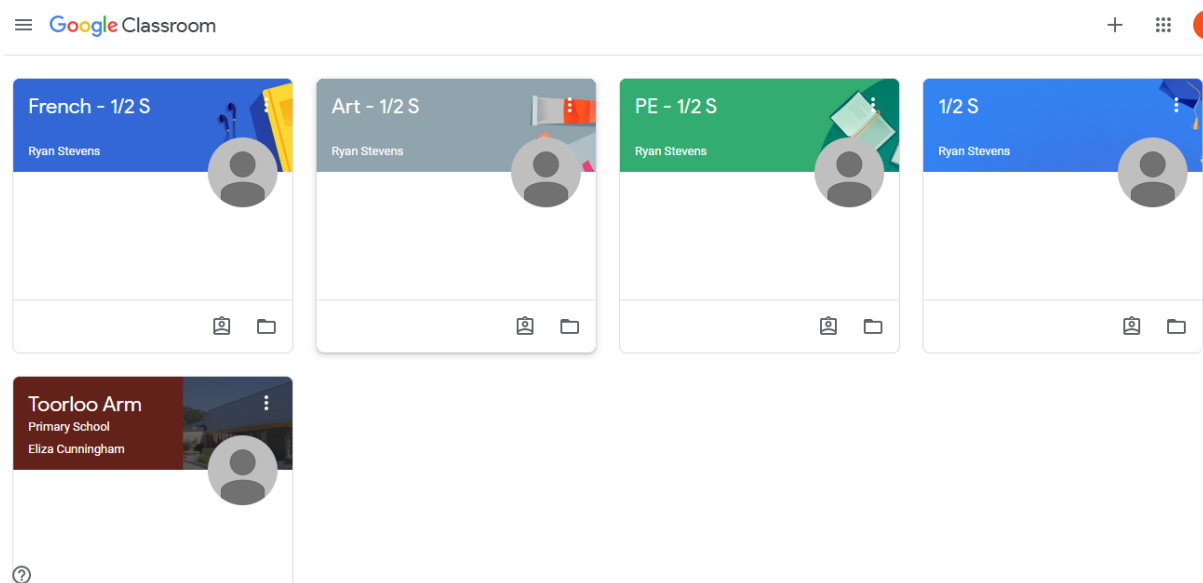 Google Classroom
French - 1/2 S
Ryan Stevens
Art - 1/2 S
Ryan Stevens
PE - 1/2 S
Ryan Stevens
1/2 S
Ryan Stevens
Toorloo Arm
Primary School
Eliza Cunningham